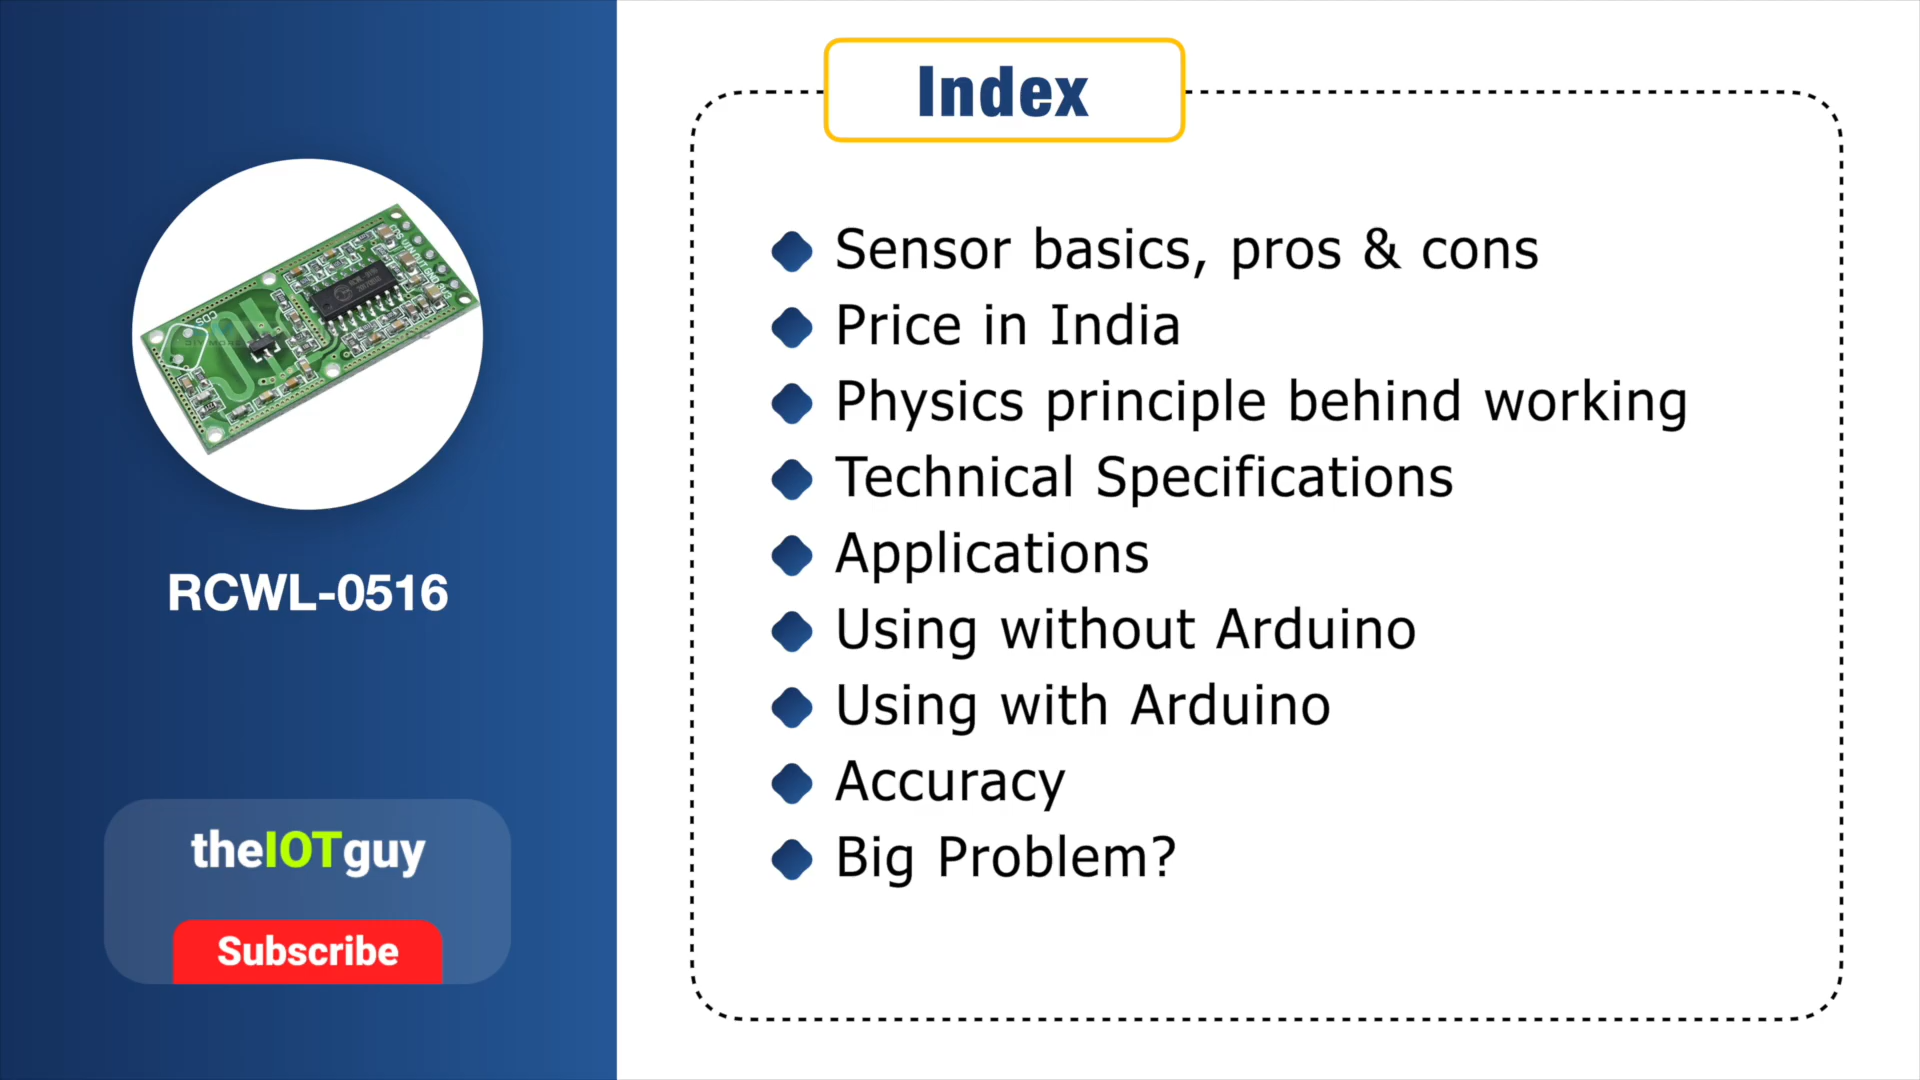 Index
Sensor basics, pros & cons
Price in India
Physics principle behind working
Technical Specifications
Applications
Using without Arduino
Using with Arduino
Accuracy
Big Problem?
RCWL-0516
theIOTguy
Subscribe